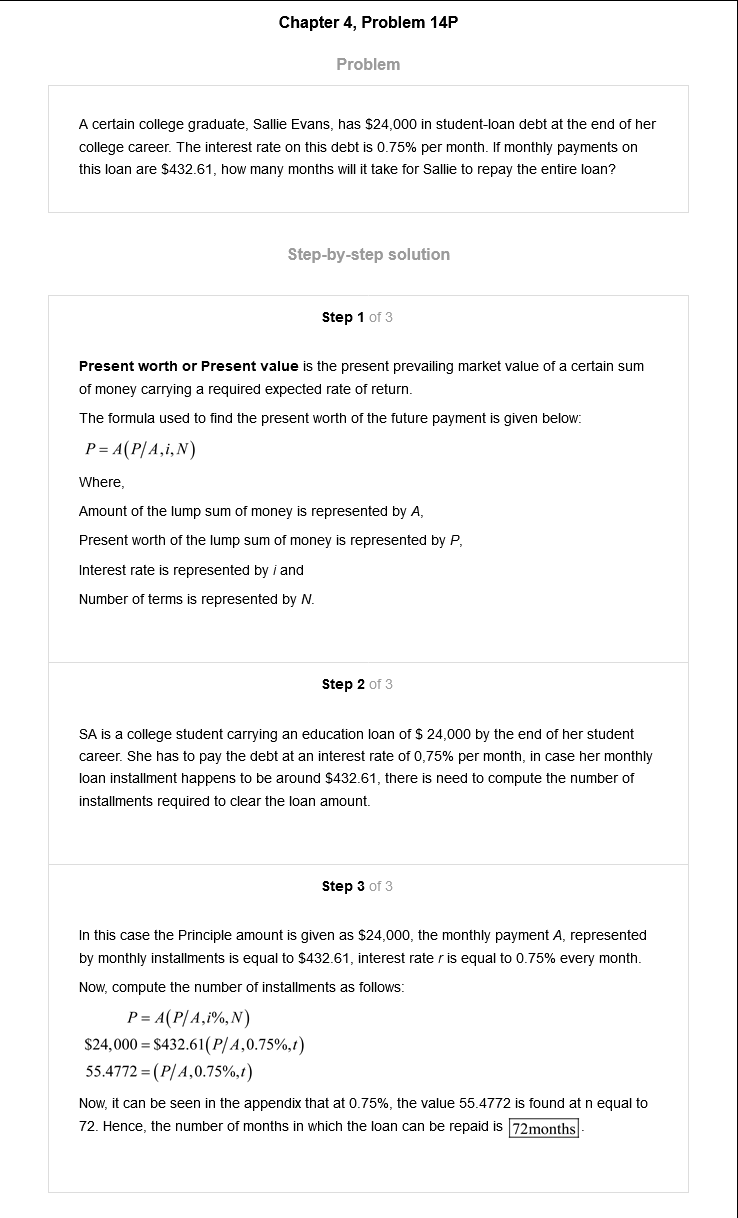 Chapter 4, Problem 14P
Problem
A certain college graduate, Sallie Evans, has $24,000 in student-loan debt at the end of her
college career. The interest rate on this debt is 0.75% per month. If monthly payments on
this loan are $432.61, how many months will it take for Sallie to repay the entire loan?
Step-by-step solution
Step 1 of 3
Present worth or Present value is the present prevailing market value of a certain sum
of money carrying a required expected rate of return.
The formula used to find the present worth of the future payment is given below:
P = A(P/A,i,N)
Where,
Amount of the lump sum of money is represented by A,
Present worth of the lump sum of money is represented by P,
Interest rate is represented by i and
Number of terms is represented by N.
Step 2 of 3
SA is a college student carrying an education loan of $ 24,000 by the end of her student
career. She has to pay the debt at an interest rate of 0,75% per month, in case her monthly
loan installment happens to be around $432.61, there is need to compute the number of
installments required to clear the loan amount.
Step 3 of 3
In this case the Principle amount is given as $24,000, the monthly payment A, represented
by monthly installments is equal to $432.61, interest rate r is equal to 0.75% every month.
Now, compute the number of installments as follows:
P = A(P/A,i%,N)
$24,000 = $432.61(P/A,0.75%,t)
55.4772 = (P/A,0.75%,t)
Now, it can be seen in the appendix that at 0.75%, the value 55.4772 is found at n equal to
72. Hence, the number of months in which the loan can be repaid is 72months.